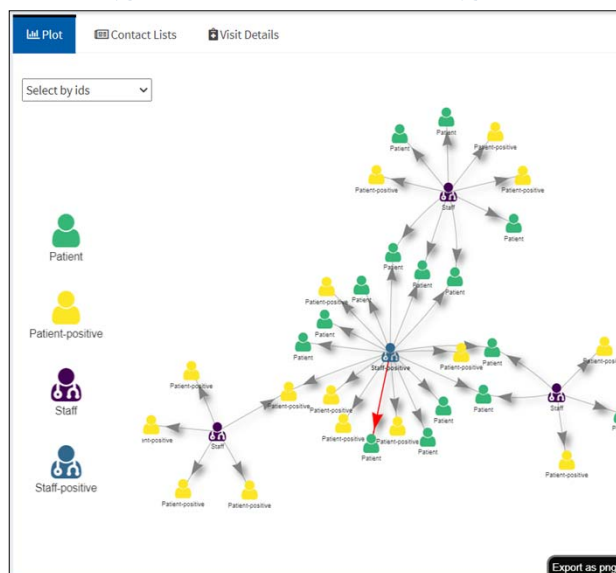 Plot
Contact Lists
Visit Details
Select by ids
Patient
Patient-positive
Staff
Staff-positive
Patient
Patient
Patient-positive
Patient-positive
Patient-positive
Staff
Patient
Patient
Patient
Patient
Patient-positive
Patient
Patient
Patient
Staff-positive
Patient-positive
Patient
Patient-positive
Patient-positive
Patient-positive
Patient-positive
Patient
Patient
Staff
Patient-positive
Staff
Patient-positive
Patient-positive
Patient
Patient
Patient-positive
Patient-positive
Patient-positive
Export as png